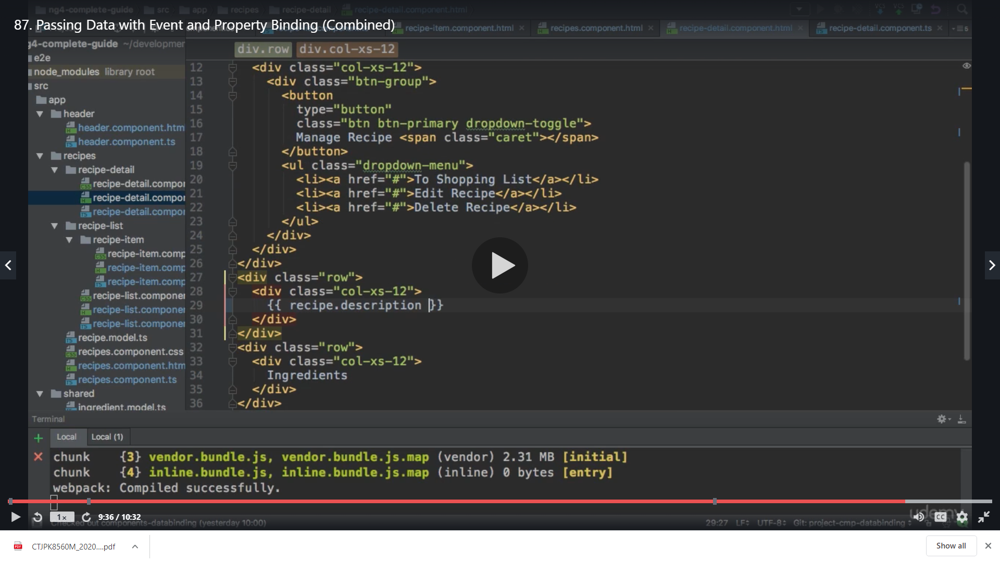 ng4-complete-guide src app recipes recipe-detail recipe-detail.component.html
87. Passing Data with Event and Property Binding (Combined)
recipe-item.component.html
recipes.component.html
recipe-detail.component.html
recipe-detail.component.ts
5
g4-complete-guide ~/developmen
e2e
node_modules library root
src
app
header
header.component.htm
header.component.ts
recipes
recipe-detail
recipe-detail.compor
recipe-detail.compor
recipe-detail.compor
recipe-list
recipe-item
recipe-item.comp
recipe-item.comp
recipe-item.comp
recipe-list.componer
recipe-list.componer
recipe-list.componer
recipe.model.ts
recipes.component.css
recipes.component.htm
recipes.component.ts
shared
ingredient.model.ts
div.row div.col-xs-12
12 <div class="col-xs-12">
13 <div class="btn-group">
14 <button
15 type="button"
16 class="btn btn-primary dropdown-toggle">
17 Manage Recipe <span class="caret"></span>
18 </button>
19 <ul class="dropdown-menu">
20 <li><a href="#">To Shopping List</a></li>
21 <li><a href="#">Edit Recipe</a></li>
22 <li><a href="#">Delete Recipe</a></li>
23 </ul>
24 </div>
25 </div>
26 </div>
27 <div class="row">
28 <div class="col-xs-12">
29 {{ recipe.description }}
30 </div>
31 </div>
32 <div class="row">
33 <div class="col-xs-12">
34 Ingredients
35 </div>
36 </div>
Terminal
Local Local (1)
chunk {3} vendor.bundle.js, vendor.bundle.js.map (vendor) 2.31 MB [initial]
chunk {4} inline.bundle.js, inline.bundle.js.map (inline) 0 bytes [entry]
webpack: Compiled successfully.
udemy
1x 9:36 / 10:32 CC
Checked out components-databinding (yesterday 10:00) 29:27 LF÷ UTF-8÷ Git: project-cmp-databinding
CTJPK8560M_2020....pdf
Show all